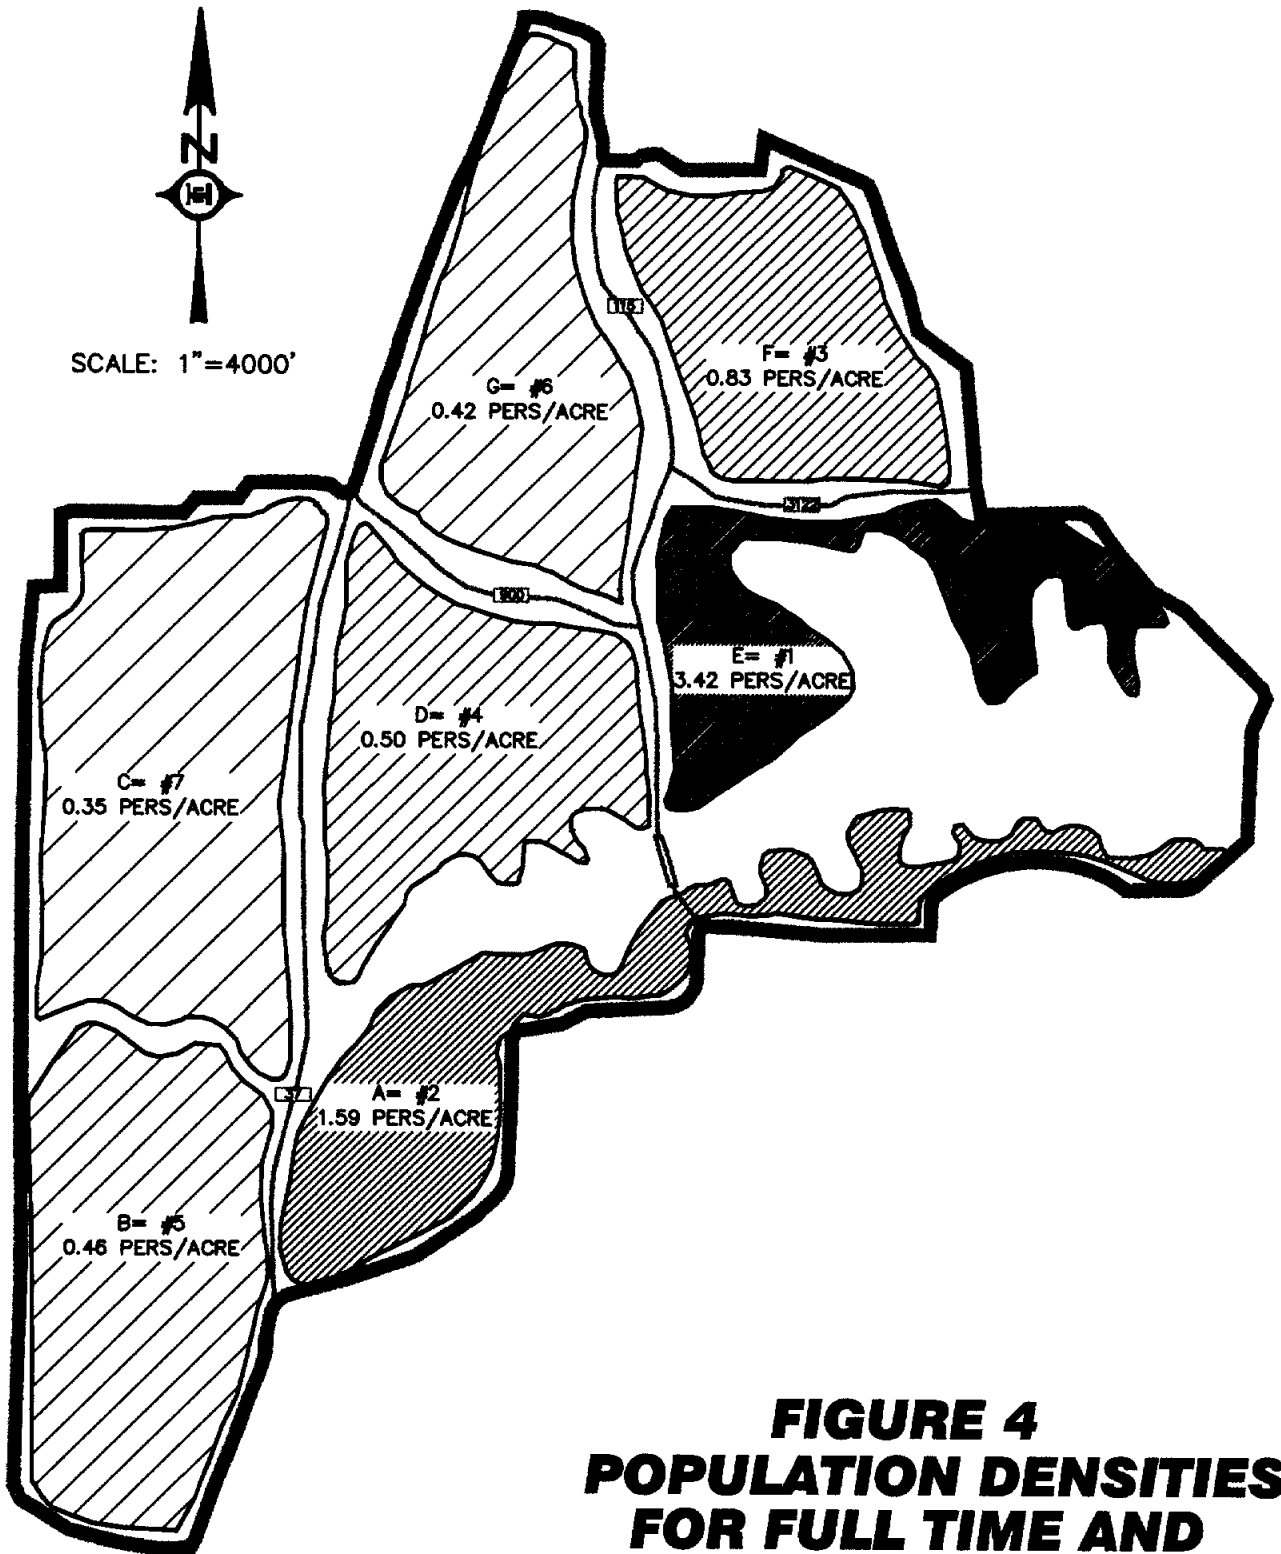 N
SCALE: 1"=4000'
115
F= #3
0.83 PERS/ACRE
G= #6
0.42 PERS/ACRE
3122
900
E= #1
3.42 PERS/ACRE
D= #4
0.50 PERS/ACRE
C= #7
0.35 PERS/ACRE
37
A= #2
1.59 PERS/ACRE
B= #5
0.46 PERS/ACRE
FIGURE 4
POPULATION DENSITIES
FOR FULL TIME AND